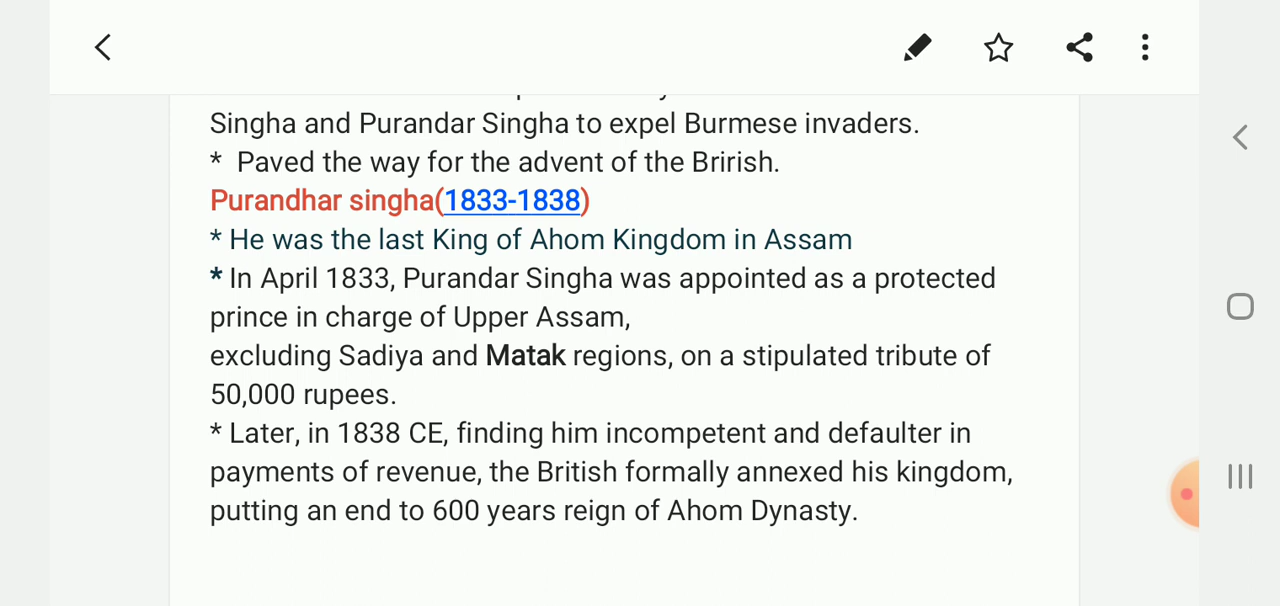 Singha and Purandar Singha to expel Burmese invaders.
* Paved the way for the advent of the Brirish.
Purandhar singha(1833-1838)
* He was the last King of Ahom Kingdom in Assam
* In April 1833, Purandar Singha was appointed as a protected
prince in charge of Upper Assam,
excluding Sadiya and Matak regions, on a stipulated tribute of
50,000 rupees.
* Later, in 1838 CE, finding him incompetent and defaulter in
payments of revenue, the British formally annexed his kingdom,
putting an end to 600 years reign of Ahom Dynasty.